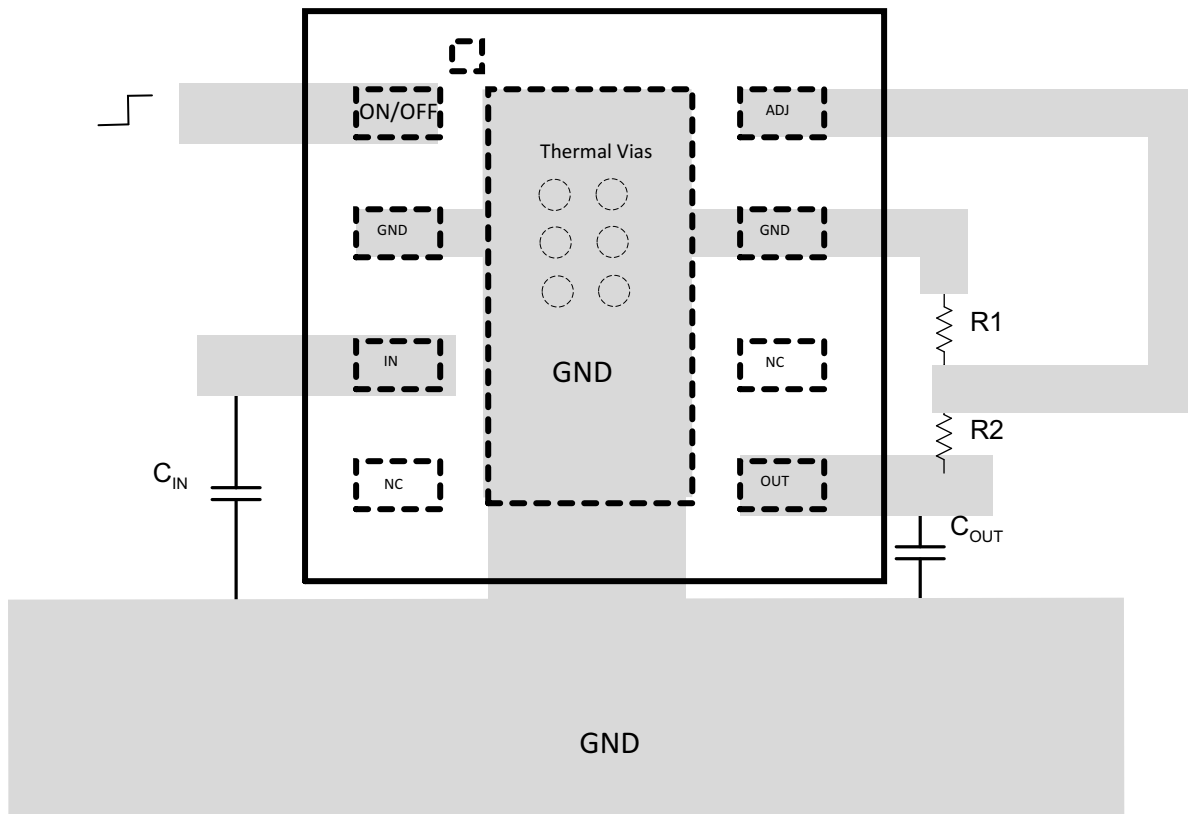 ON/OFF
ADJ
Thermal Vias
GND
GND
R1
IN
GND
NC
R2
C_IN
NC
OUT
C_OUT
GND